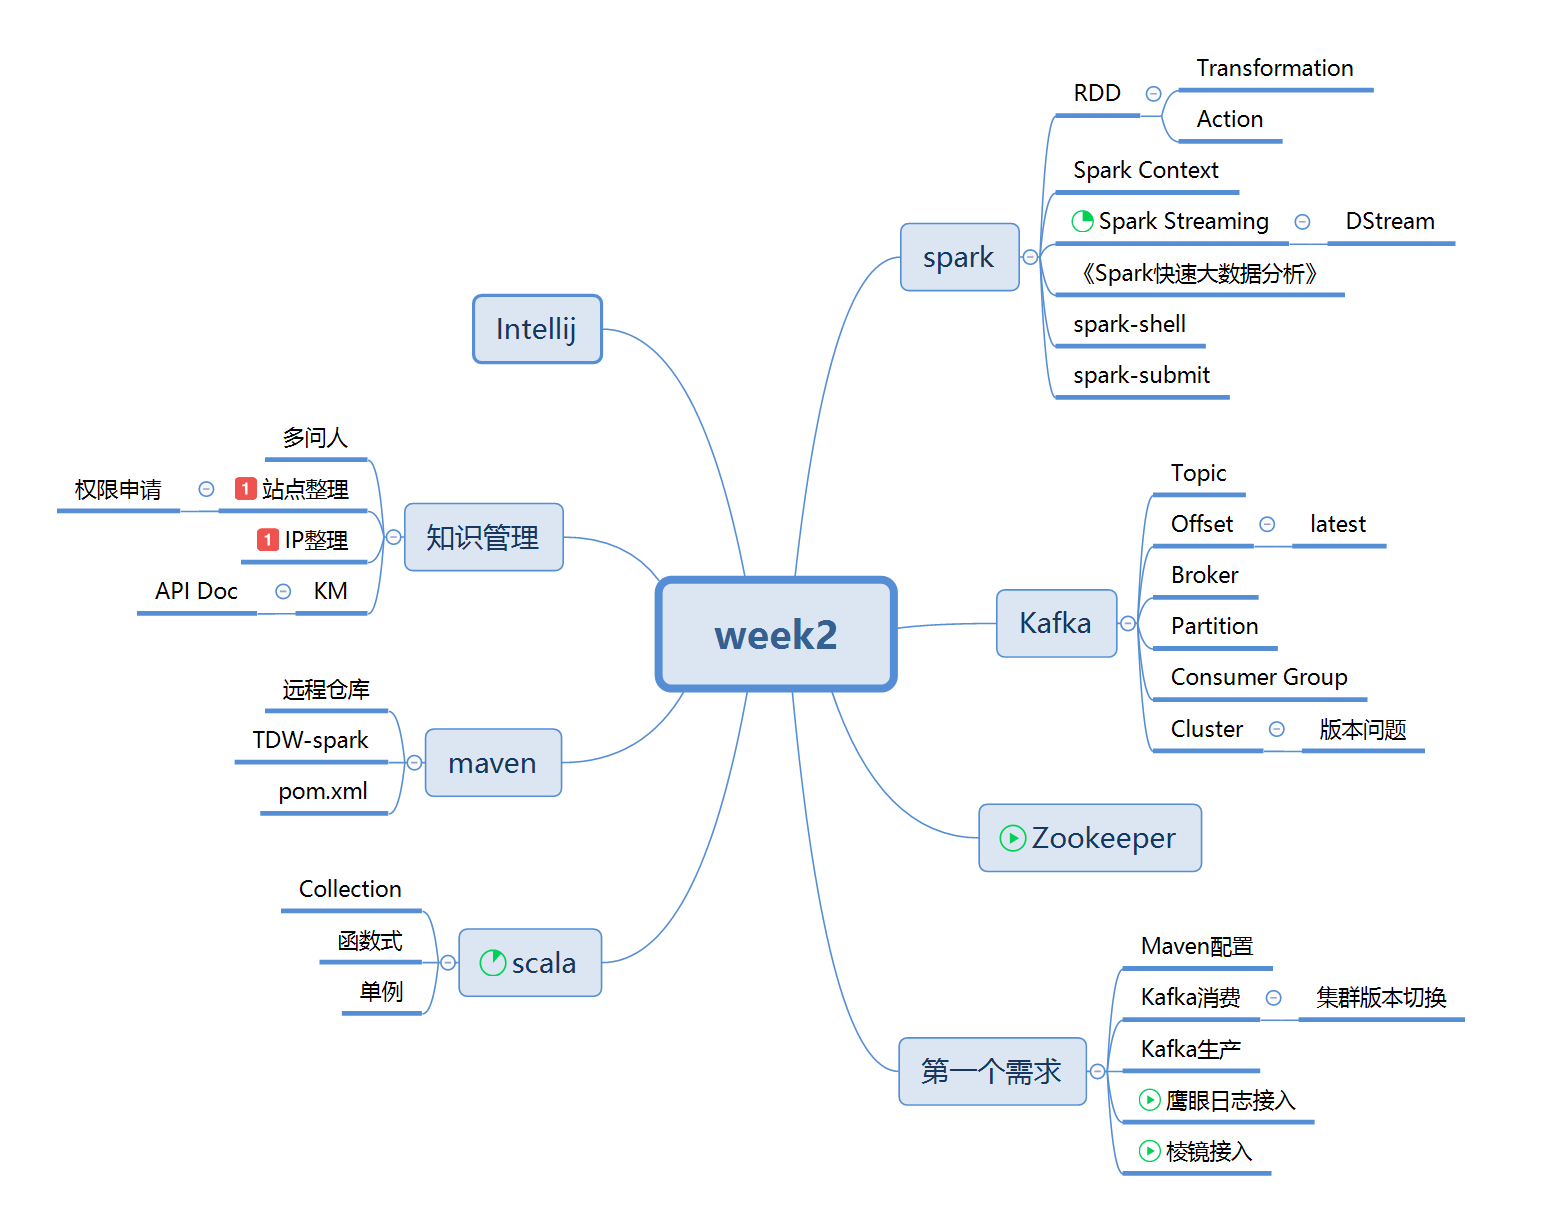 week2
spark
RDD
Transformation
Action
Spark Context
Spark Streaming
DStream
《Spark快速大数据分析》
spark-shell
spark-submit
Kafka
Topic
Offset
latest
Broker
Partition
Consumer Group
Cluster
版本问题
Zookeeper
第一个需求
Maven配置
Kafka消费
集群版本切换
Kafka生产
鹰眼日志接入
棱镜接入
Intellij
知识管理
多问人
1 站点整理
权限申请
1 IP整理
KM
API Doc
maven
远程仓库
TDW-spark
pom.xml
scala
Collection
函数式
单例